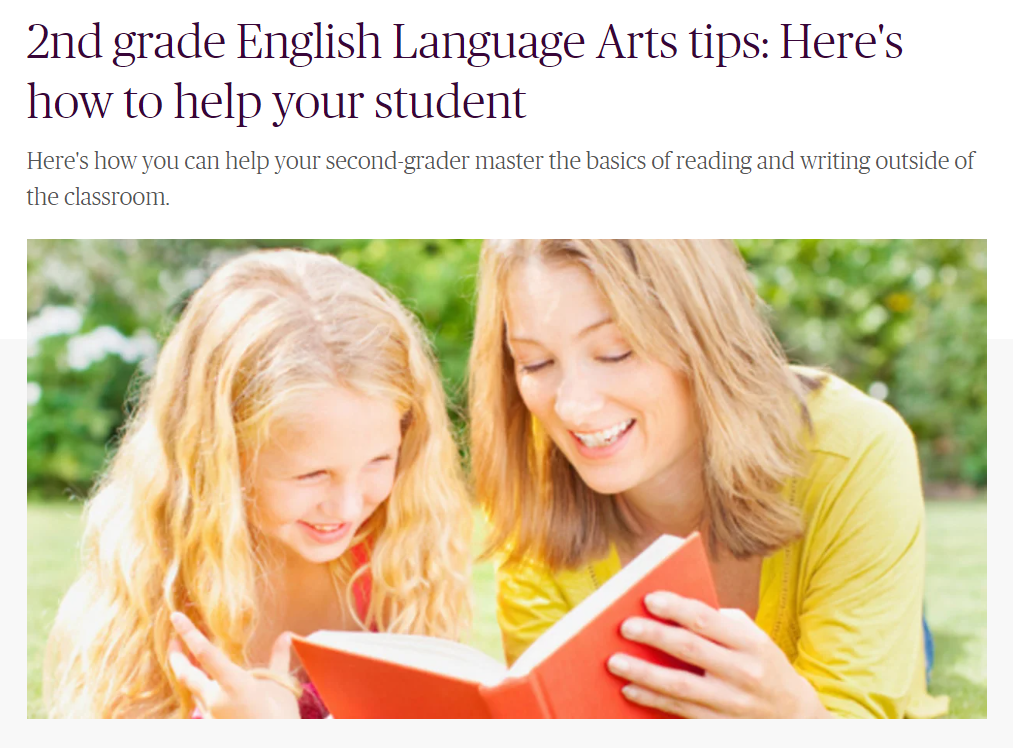 2nd grade English Language Arts tips: Here's
how to help your student
Here's how you can help your second-grader master the basics of reading and writing outside of
the classroom.